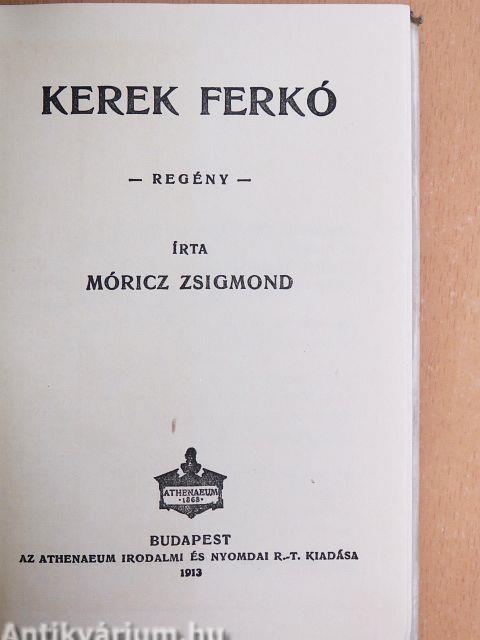 KEREK FERKÓ
— REGÉNY —
ÍRTA
MÓRICZ ZSIGMOND
ATHENAEUM
·1868·
BUDAPEST
AZ ATHENAEUM IRODALMI ÉS NYOMDAI R.-T. KIADÁSA
1913
Antikvárium.hu